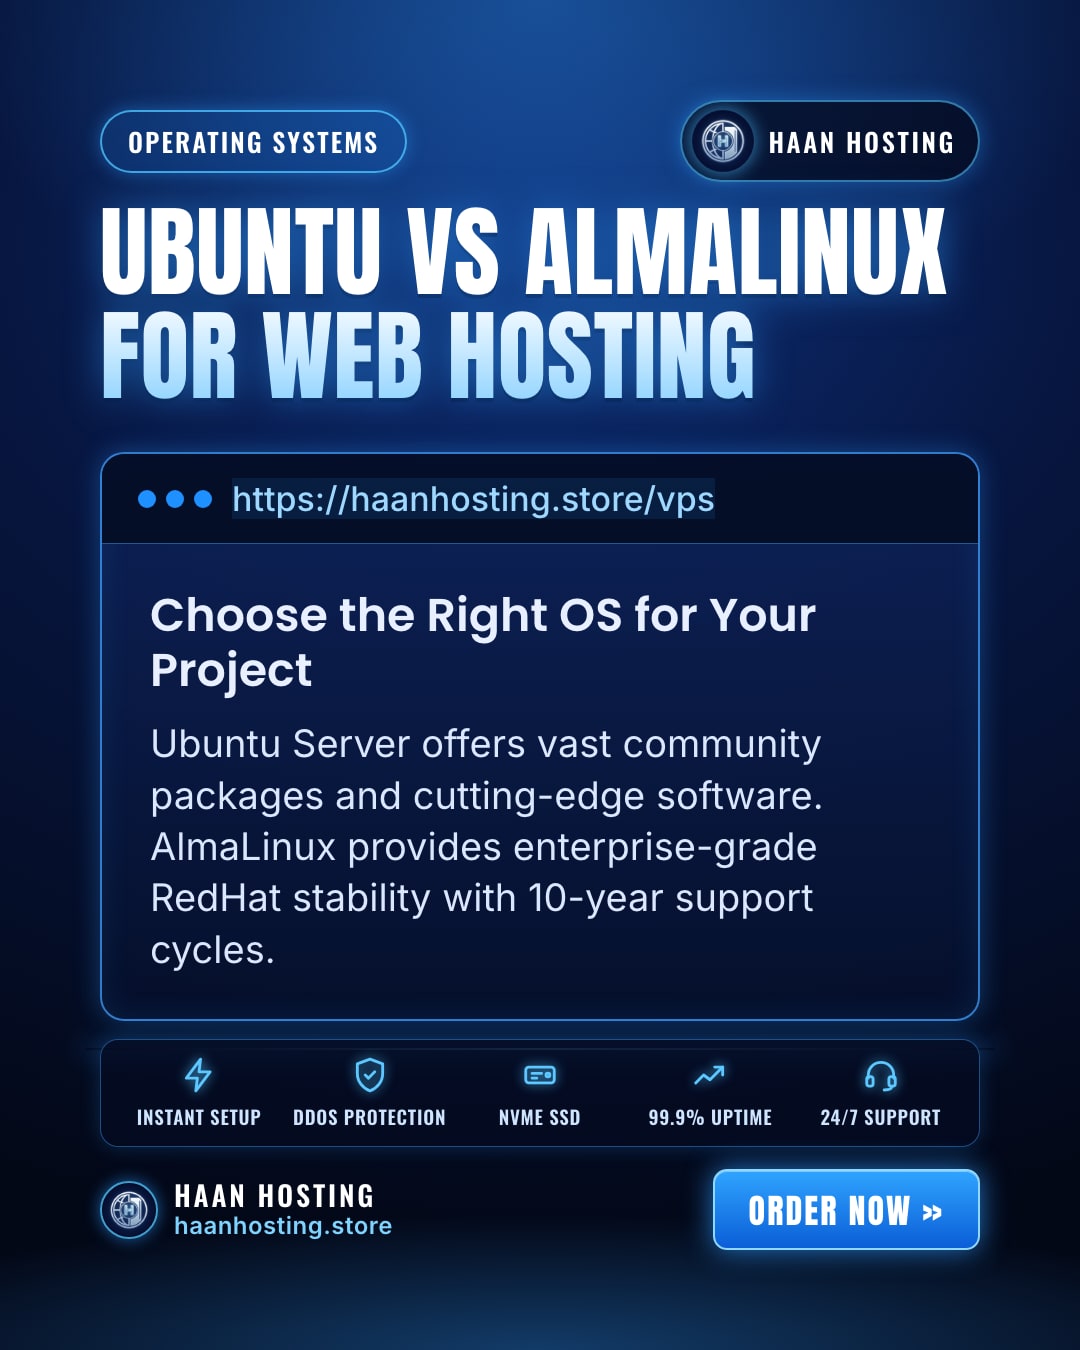 OPERATING SYSTEMS
HAAN HOSTING
UBUNTU VS ALMALINUX
FOR WEB HOSTING
https://haanhosting.store/vps
Choose the Right OS for Your
Project
Ubuntu Server offers vast community
packages and cutting-edge software.
AlmaLinux provides enterprise-grade
RedHat stability with 10-year support
cycles.
INSTANT SETUP
DDOS PROTECTION
NVME SSD
99.9% UPTIME
24/7 SUPPORT
HAAN HOSTING
haanhosting.store
ORDER NOW »